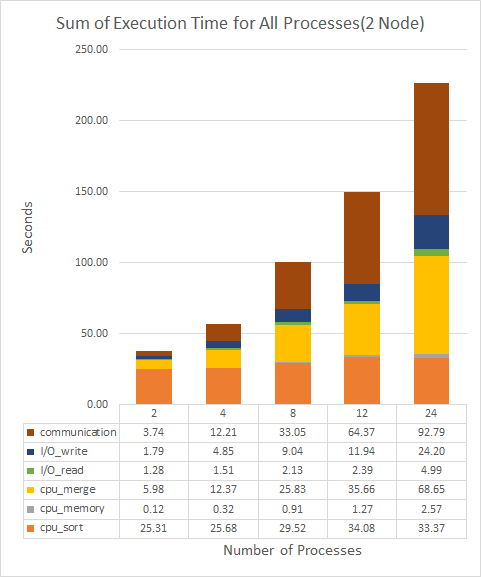 Sum of Execution Time for All Processes(2 Node)
250.00
200.00
150.00
100.00
50.00
0.00
Seconds
2 4 8 12 24
communication 3.74 12.21 33.05 64.37 92.79
I/O_write 1.79 4.85 9.04 11.94 24.20
I/O_read 1.28 1.51 2.13 2.39 4.99
cpu_merge 5.98 12.37 25.83 35.66 68.65
cpu_memory 0.12 0.32 0.91 1.27 2.57
cpu_sort 25.31 25.68 29.52 34.08 33.37
Number of Processes